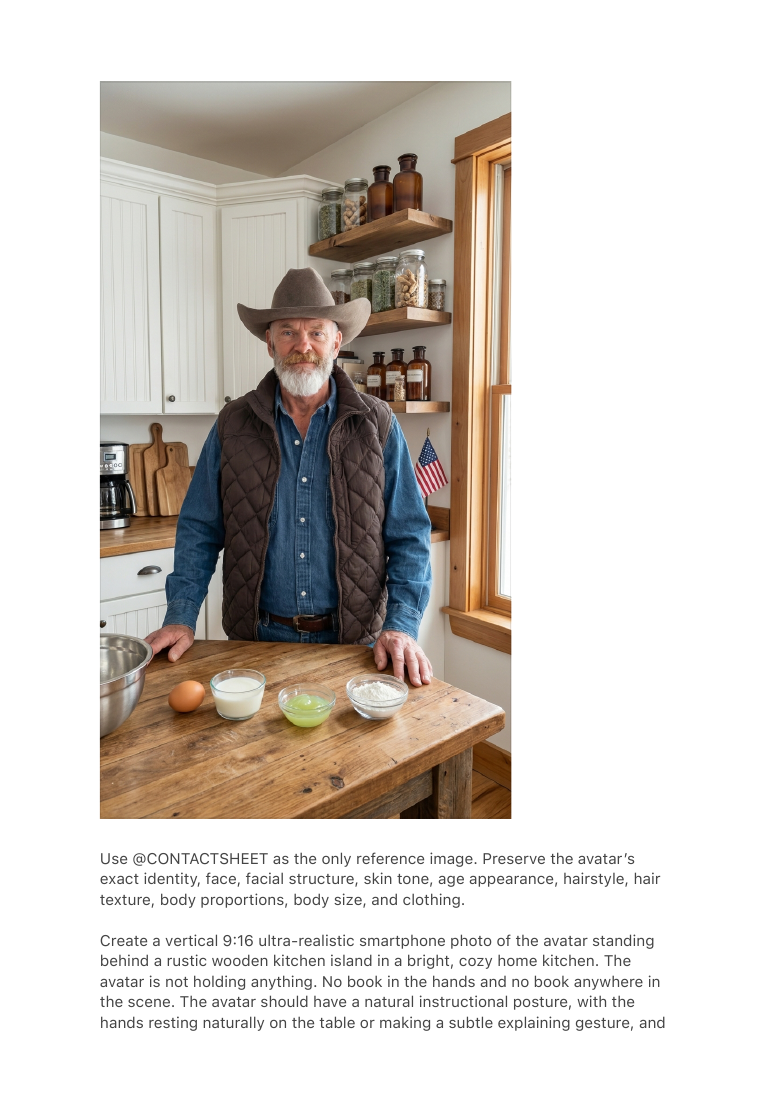 Use @CONTACTSHEET as the only reference image. Preserve the avatar's
exact identity, face, facial structure, skin tone, age appearance, hairstyle, hair
texture, body proportions, body size, and clothing.
Create a vertical 9:16 ultra-realistic smartphone photo of the avatar standing
behind a rustic wooden kitchen island in a bright, cozy home kitchen. The
avatar is not holding anything. No book in the hands and no book anywhere in
the scene. The avatar should have a natural instructional posture, with the
hands resting naturally on the table or making a subtle explaining gesture, and